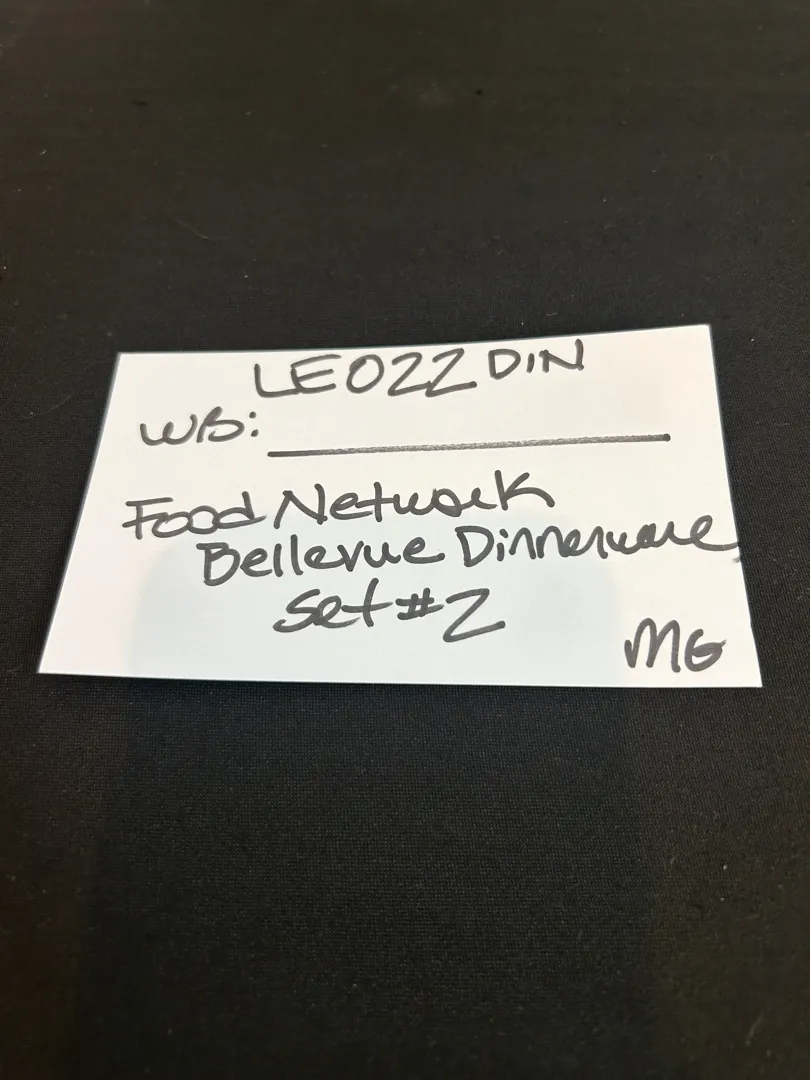 LE022 DIN
WB:
Food Network
Bellevue Dinnerware
Set #2
MG